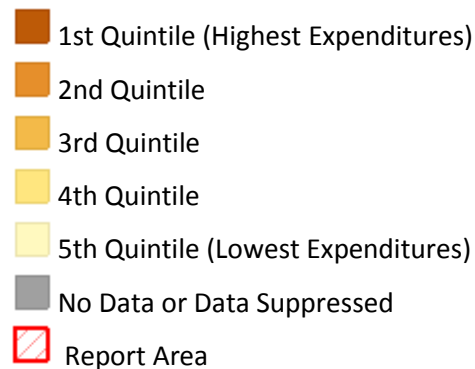 1st Quintile (Highest Expenditures)
2nd Quintile
3rd Quintile
4th Quintile
5th Quintile (Lowest Expenditures)
No Data or Data Suppressed
Report Area